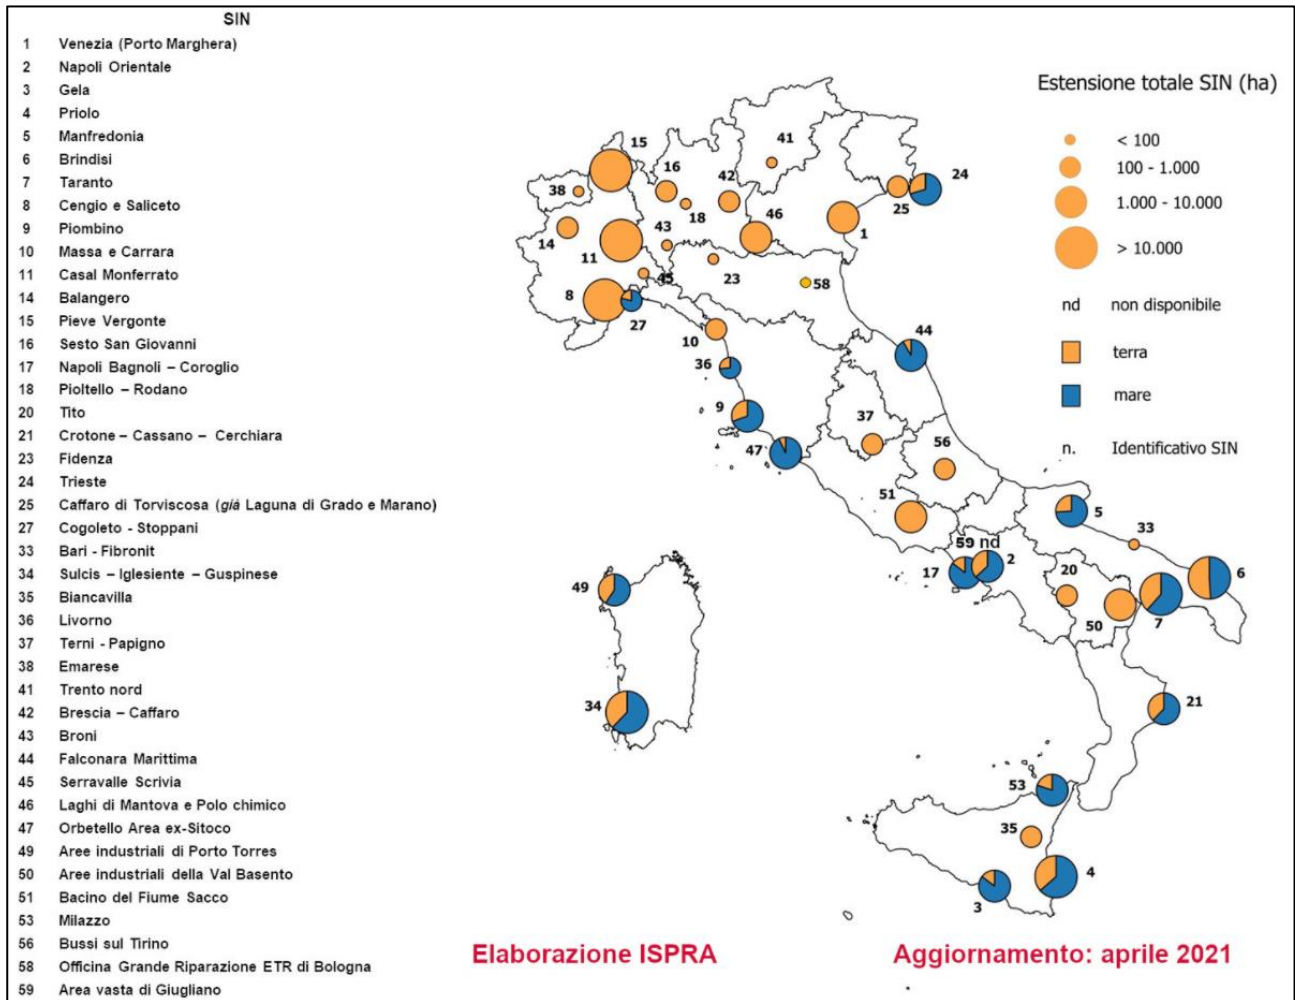 SIN
1 Venezia (Porto Marghera)
2 Napoli Orientale
3 Gela
4 Priolo
5 Manfredonia
6 Brindisi
7 Taranto
8 Cengio e Saliceto
9 Piombino
10 Massa e Carrara
11 Casal Monferrato
14 Balangero
15 Pieve Vergonte
16 Sesto San Giovanni
17 Napoli Bagnoli – Coroglio
18 Pioltello – Rodano
20 Tito
21 Crotone – Cassano – Cerchiara
23 Fidenza
24 Trieste
25 Caffaro di Torviscosa (già Laguna di Grado e Marano)
27 Cogoleto - Stoppani
33 Bari - Fibronit
34 Sulcis – Iglesiente – Guspinese
35 Biancavilla
36 Livorno
37 Terni - Papigno
38 Emarese
41 Trento nord
42 Brescia – Caffaro
43 Broni
44 Falconara Marittima
45 Serravalle Scrivia
46 Laghi di Mantova e Polo chimico
47 Orbetello Area ex-Sitoco
49 Aree industriali di Porto Torres
50 Aree industriali della Val Basento
51 Bacino del Fiume Sacco
53 Milazzo
56 Bussi sul Tirino
58 Officina Grande Riparazione ETR di Bologna
59 Area vasta di Giugliano
Estensione totale SIN (ha)
< 100
100 - 1.000
1.000 - 10.000
> 10.000
nd non disponibile
terra
mare
n. Identificativo SIN
41
15
16
42
24
38
18
46
25
14
43
1
11
45
23
58
8
27
10
44
36
9
37
47
56
51
5
33
59 nd
2
17
20
6
49
50
7
34
21
53
35
4
3
Elaborazione ISPRA
Aggiornamento: aprile 2021